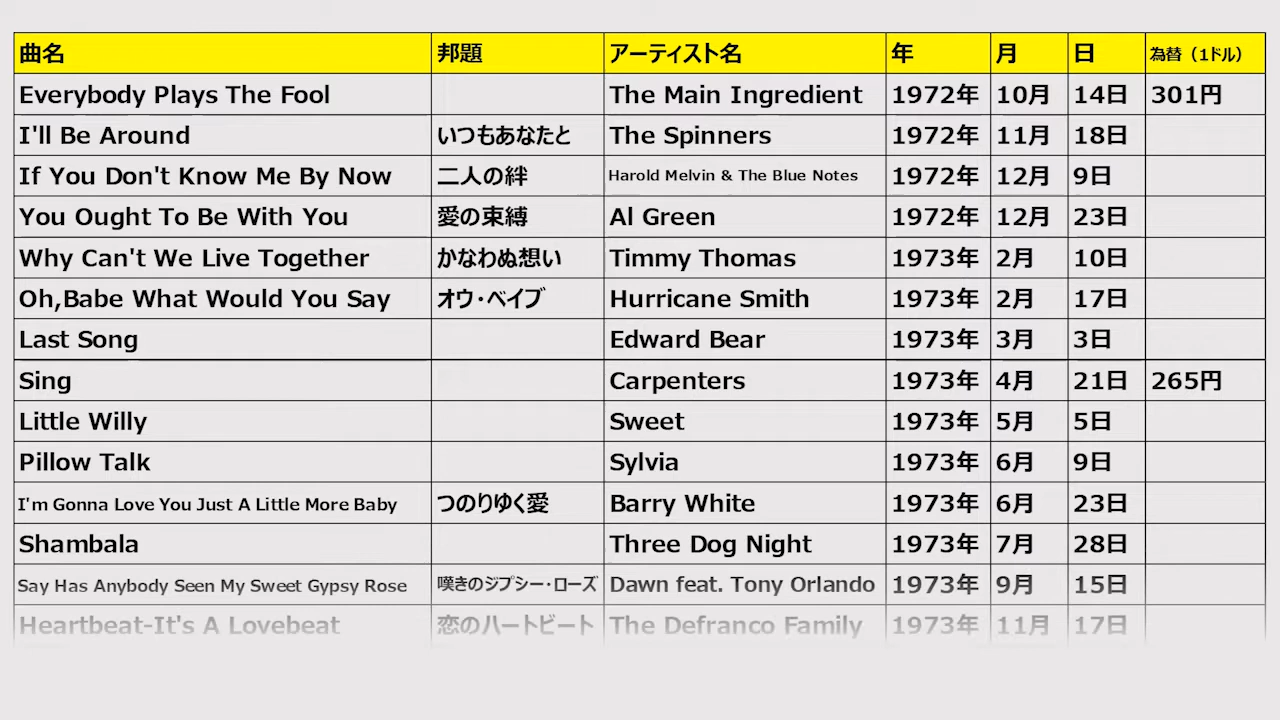 曲名 邦題 アーティスト名 年 月 日 為替（1ドル）
Everybody Plays The Fool The Main Ingredient 1972年 10月 14日 301円
I'll Be Around いつもあなたと The Spinners 1972年 11月 18日
If You Don't Know Me By Now 二人の絆 Harold Melvin & The Blue Notes 1972年 12月 9日
You Ought To Be With You 愛の束縛 Al Green 1972年 12月 23日
Why Can't We Live Together かなわぬ想い Timmy Thomas 1973年 2月 10日
Oh,Babe What Would You Say オウ・ベイブ Hurricane Smith 1973年 2月 17日
Last Song Edward Bear 1973年 3月 3日
Sing Carpenters 1973年 4月 21日 265円
Little Willy Sweet 1973年 5月 5日
Pillow Talk Sylvia 1973年 6月 9日
I'm Gonna Love You Just A Little More Baby つのりゆく愛 Barry White 1973年 6月 23日
Shambala Three Dog Night 1973年 7月 28日
Say Has Anybody Seen My Sweet Gypsy Rose 嘆きのジプシー・ローズ Dawn feat. Tony Orlando 1973年 9月 15日
Heartbeat-It's A Lovebeat 恋のハートビート The Defranco Family 1973年 11月 17日